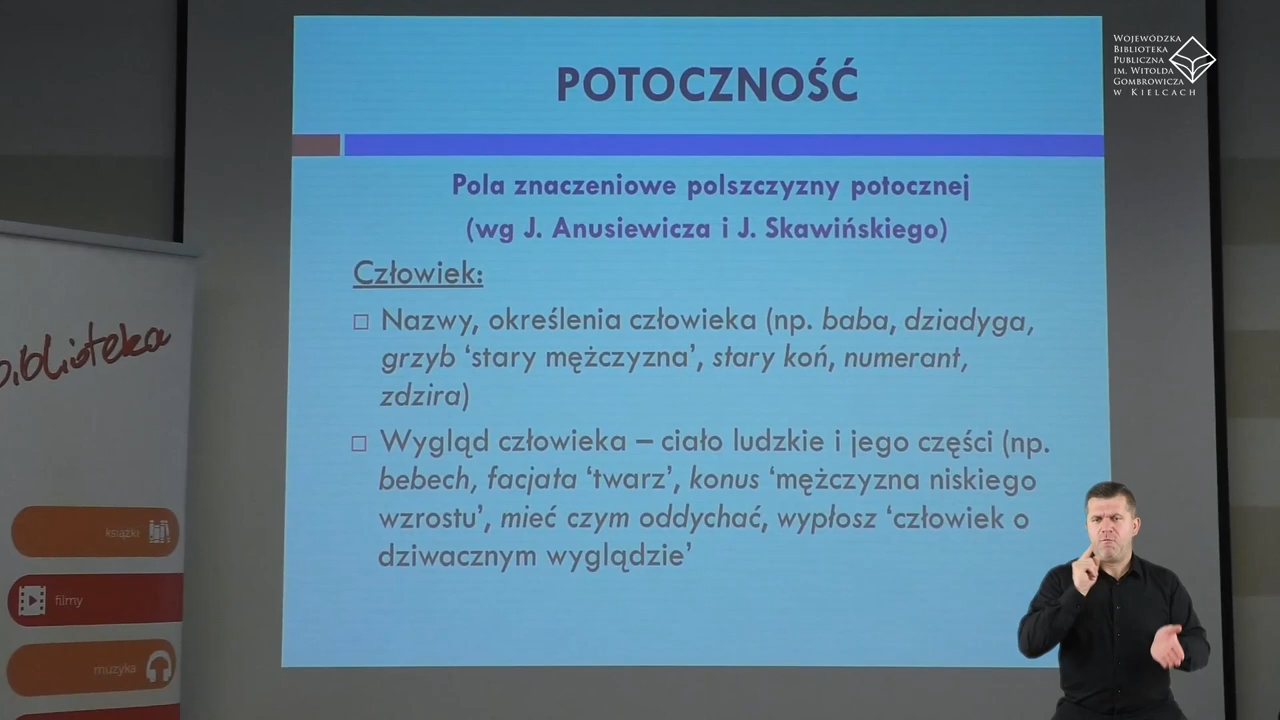 POTOCZNOŚĆ
Pola znaczeniowe polszczyzny potocznej
(wg J. Anusiewicza i J. Skawińskiego)
Człowiek:
Nazwy, określenia człowieka (np. baba, dziadyga,
grzyb ‘stary mężczyzna’, stary koń, numerant,
zdzira)
Wygląd człowieka – ciało ludzkie i jego części (np.
bebech, facjata ‘twarz’, konus ‘mężczyzna niskiego
wzrostu’, mieć czym oddychać, wypłosz ‘człowiek o
dziwacznym wyglądzie’
WOJEWÓDZKA
BIBLIOTEKA
PUBLICZNA
IM. WITOLDA
GOMBROWICZA
W KIELCACH
biblioteka
książki
filmy
muzyka